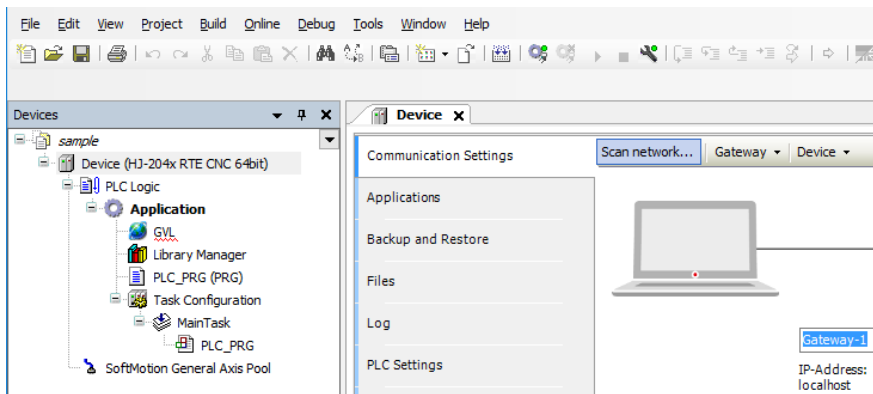 File Edit View Project Build Online Debug Tools Window Help
Devices
sample
Device (HJ-204x RTE CNC 64bit)
PLC Logic
Application
GVL
Library Manager
PLC_PRG (PRG)
Task Configuration
MainTask
PLC_PRG
SoftMotion General Axis Pool
Device
Communication Settings
Applications
Backup and Restore
Files
Log
PLC Settings
Scan network... Gateway Device
Gateway-1
IP-Address:
localhost